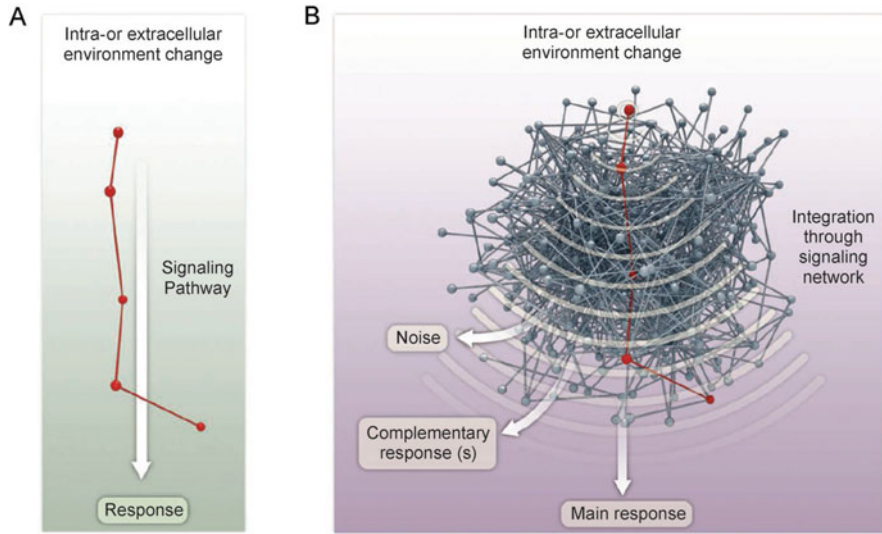 A
Intra-or extracellular
environment change
Signaling
Pathway
Response
B
Intra-or extracellular
environment change
Integration
through
signaling
network
Noise
Complementary
response (s)
Main response